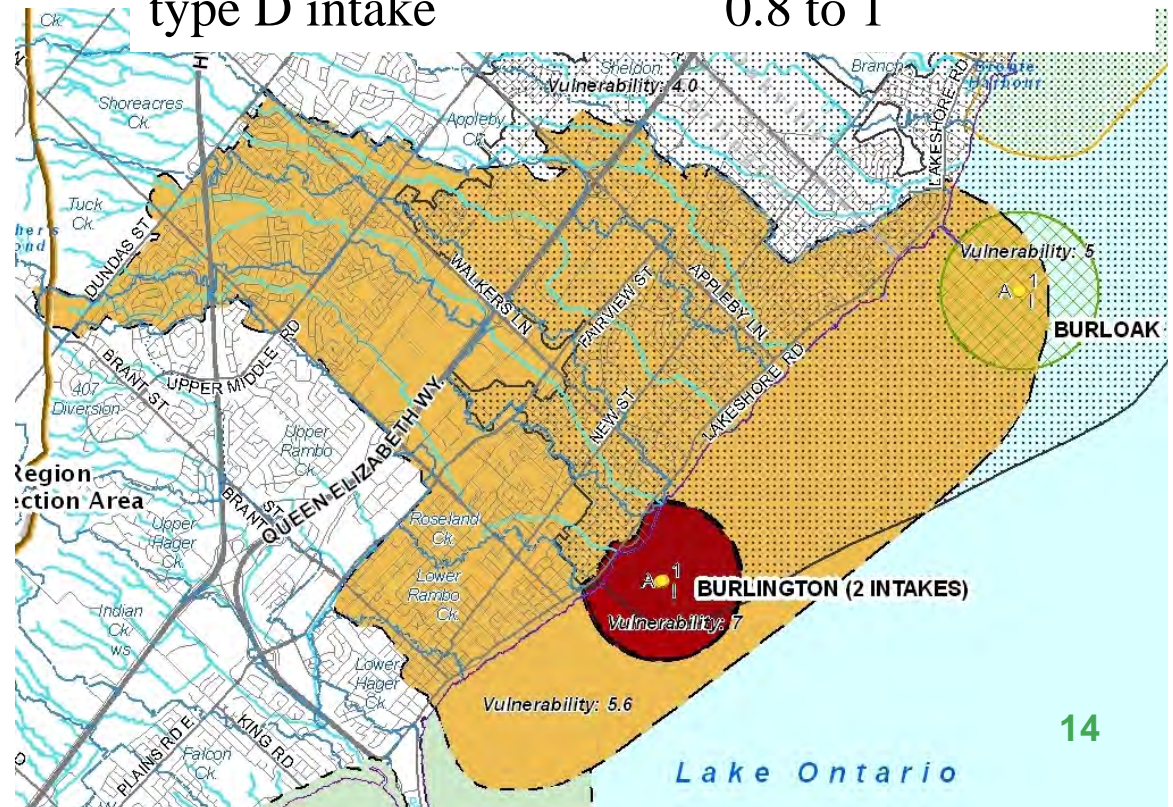 type D intake 0.8 to 1
Ck.
H
Sheldon
Vulnerability: 4.0
Branch
Bronte
Harbour
LAKESHORE RD
Shoreacres
Ck.
Appleby
Ck.
Tuck
Ck.
DUNDAS ST
WALKERS LN
FAIRVIEW ST
APPLEBY LN
Vulnerability: 5
A 1
I
BURLOAK
BRANT ST
UPPER MIDDLE RD
407
Diversion
Upper
Rambo
Ck.
QUEEN ELIZABETH WY.
NEW ST
LAKESHORE RD
Region
ection Area
BRANT ST
Upper
Hager
Ck.
Roseland
Ck.
Lower
Rambo
Ck.
A 1
I
BURLINGTON (2 INTAKES)
Vulnerability: 7
Indian
Ck
ws
Lower
Hager
Ck.
Vulnerability: 5.6
PLAINS RD E.
KING RD
Falcon
Ck.
14
Lake Ontario